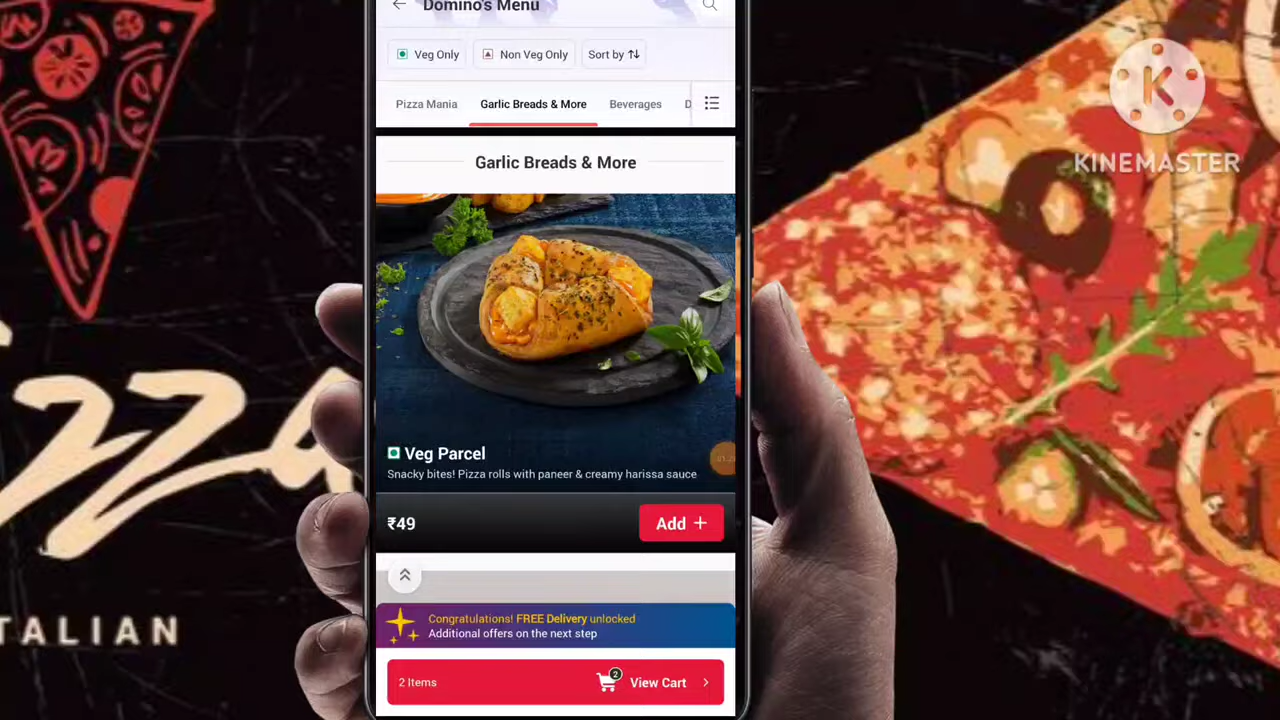 Domino's Menu
Veg Only
Non Veg Only
Sort by
Pizza Mania
Garlic Breads & More
Beverages
D
Garlic Breads & More
Veg Parcel
Snacky bites! Pizza rolls with paneer & creamy harissa sauce
₹49
Add +
Congratulations! FREE Delivery unlocked
Additional offers on the next step
2 Items
2
View Cart
K
KINEMASTER
izza
TALIAN